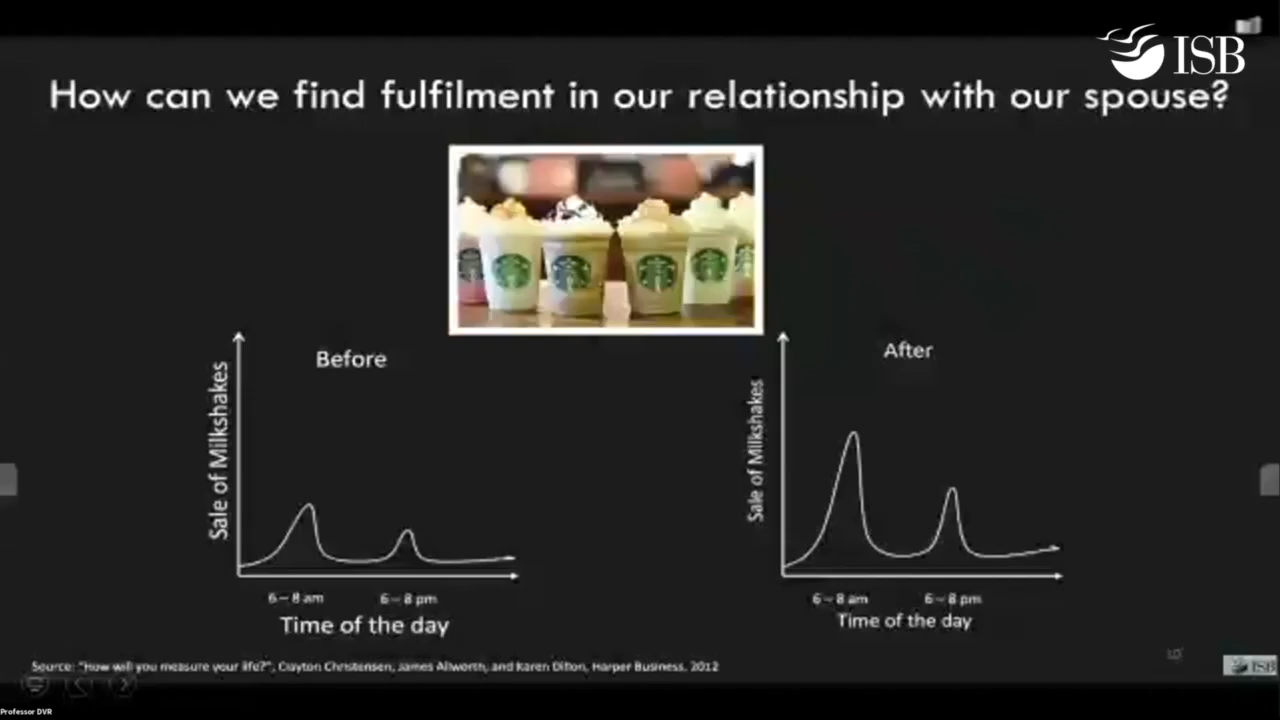 ISB
How can we find fulfilment in our relationship with our spouse?
Before
Sale of Milkshakes
6 – 8 am
6 – 8 pm
Time of the day
After
Sale of Milkshakes
6 – 8 am
6 – 8 pm
Time of the day
Source: "How will you measure your life?", Clayton Christensen, James Allworth, and Karen Dillon, Harper Business, 2012
10
ISB
Professor DVR